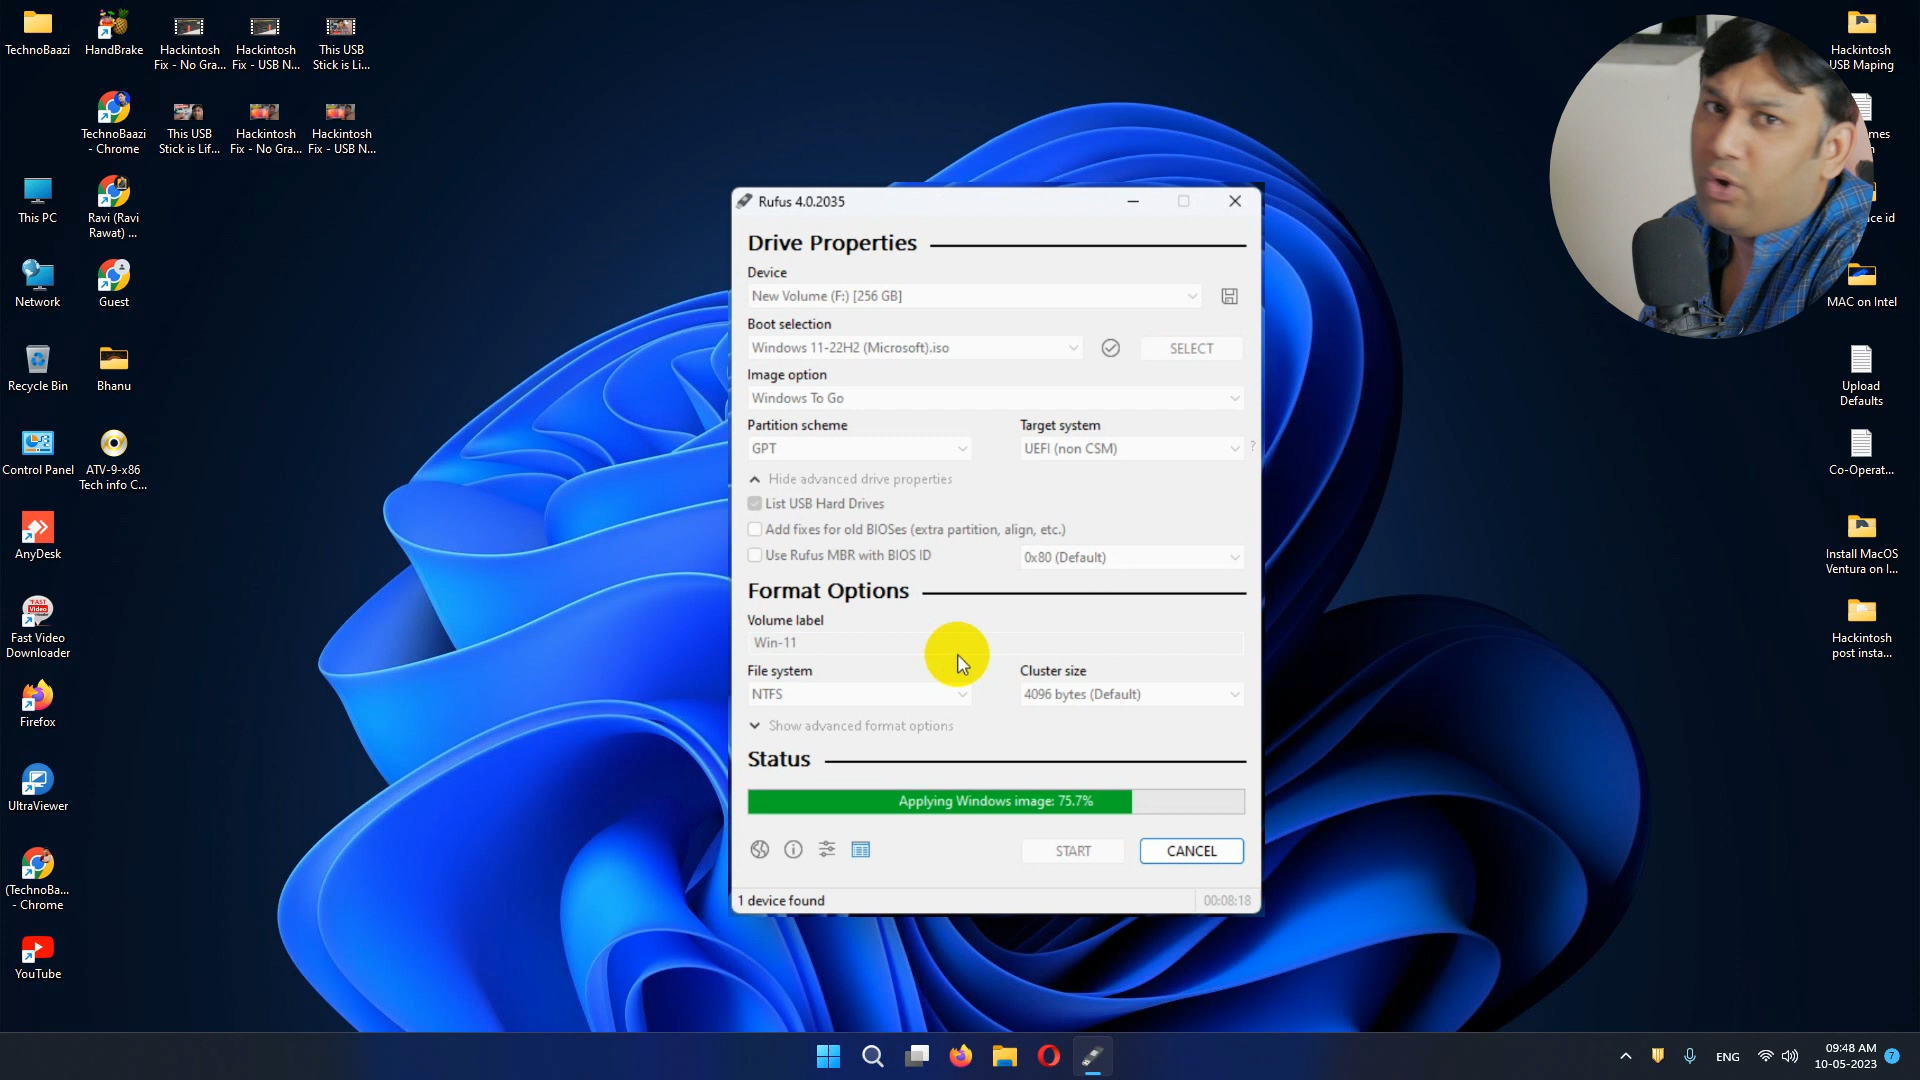 TechnoBaazi
HandBrake
Hackintosh
Fix - No Gra...
Hackintosh
Fix - USB N...
This USB
Stick is Li...
TechnoBaazi
- Chrome
This USB
Stick is Lif...
Hackintosh
Fix - No Gra...
Hackintosh
Fix - USB N...
This PC
Ravi (Ravi
Rawat) ...
Network
Guest
Recycle Bin
Bhanu
Control Panel
ATV-9-x86
Tech info C...
AnyDesk
FAST
Video
Fast Video
Downloader
Firefox
UltraViewer
(TechnoBa...
- Chrome
YouTube
Rufus 4.0.2035
Drive Properties
Device
New Volume (F:) [256 GB]
Boot selection
Windows 11-22H2 (Microsoft).iso
SELECT
Image option
Windows To Go
Partition scheme
Target system
GPT
UEFI (non CSM)
?
Hide advanced drive properties
List USB Hard Drives
Add fixes for old BIOSes (extra partition, align, etc.)
Use Rufus MBR with BIOS ID
0x80 (Default)
Format Options
Volume label
Win-11
File system
Cluster size
NTFS
4096 bytes (Default)
Show advanced format options
Status
Applying Windows image: 75.7%
START
CANCEL
1 device found
00:08:18
Hackintosh
USB Maping
mes
ce id
MAC on Intel
Upload
Defaults
Co-Operat...
Install MacOS
Ventura on I...
Hackintosh
post insta...
ENG
09:48 AM
10-05-2023
7